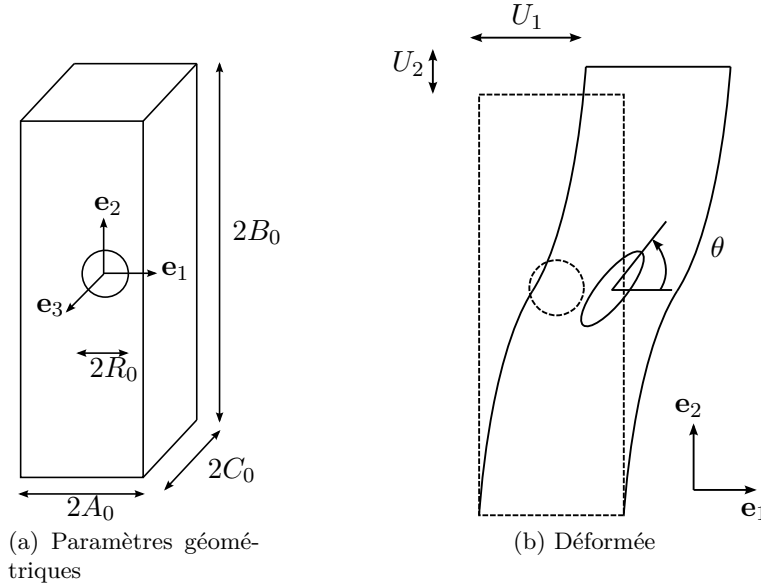 U₁
U₂
e₂
e₁
e₃
2R₀
2B₀
2C₀
2A₀
θ
e₂
e₁
(a) Paramètres géomé-
triques
(b) Déformée